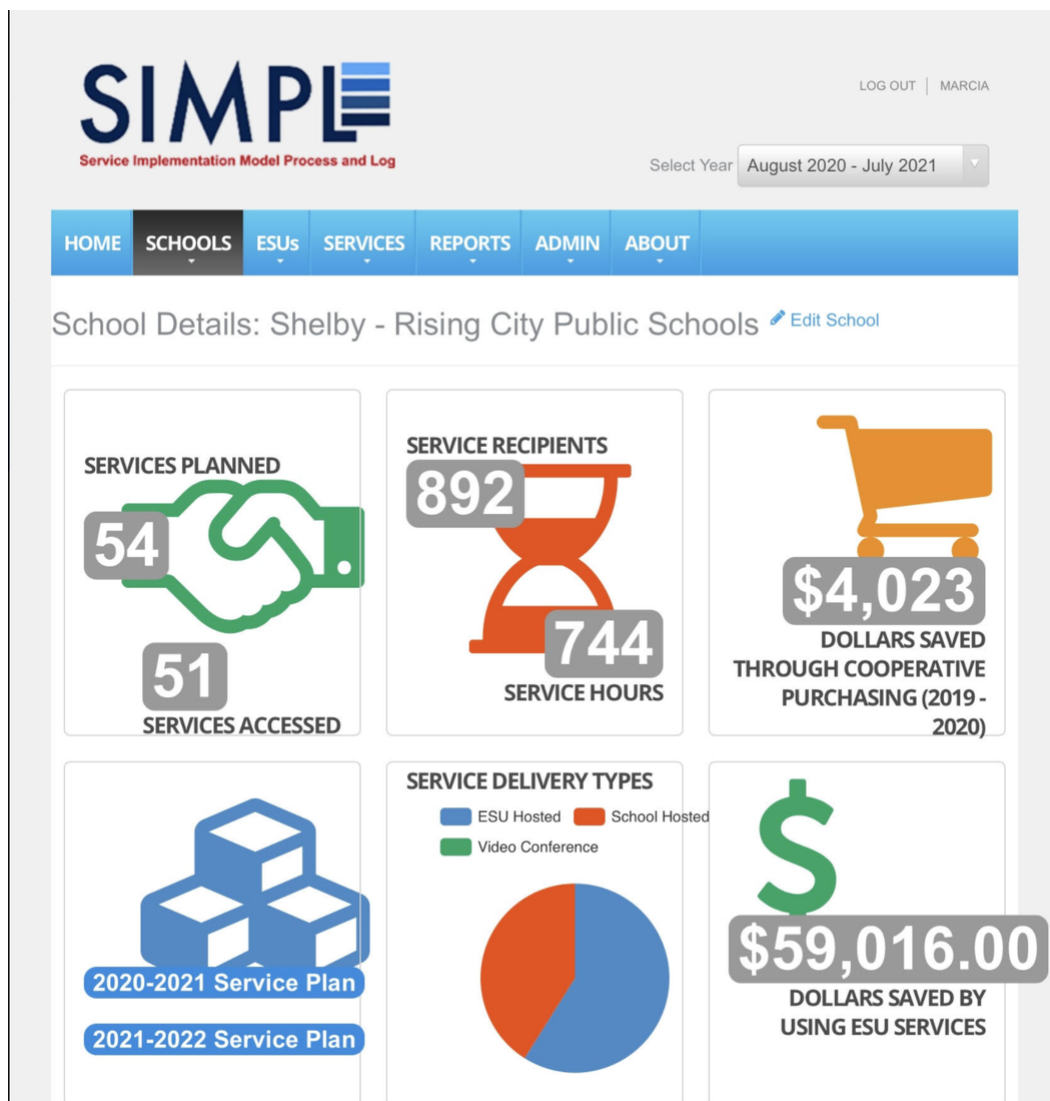 SIMPLE
Service Implementation Model Process and Log
LOG OUT | MARCIA
Select Year August 2020 - July 2021
HOME SCHOOLS ESUs SERVICES REPORTS ADMIN ABOUT
School Details: Shelby - Rising City Public Schools Edit School
SERVICES PLANNED
54
51
SERVICES ACCESSED
SERVICE RECIPIENTS
892
744
SERVICE HOURS
$4,023
DOLLARS SAVED
THROUGH COOPERATIVE
PURCHASING (2019 -
2020)
2020-2021 Service Plan
2021-2022 Service Plan
SERVICE DELIVERY TYPES
ESU Hosted School Hosted
Video Conference
$59,016.00
DOLLARS SAVED BY
USING ESU SERVICES